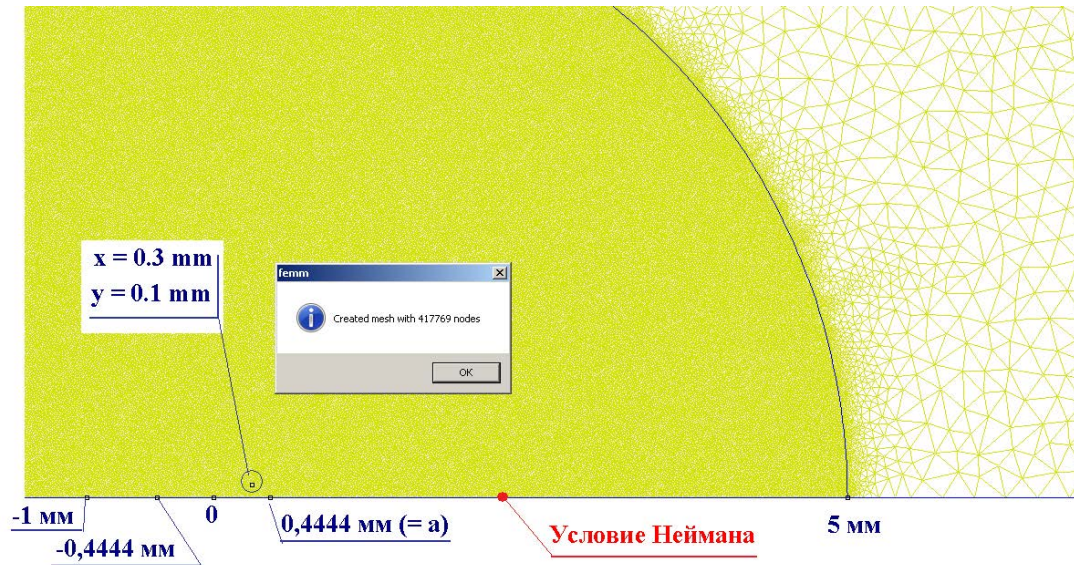 x = 0.3 mm
y = 0.1 mm
femm
Created mesh with 417769 nodes
OK
-1 мм
-0,4444 мм
0
0,4444 мм (= a)
Условие Неймана
5 мм